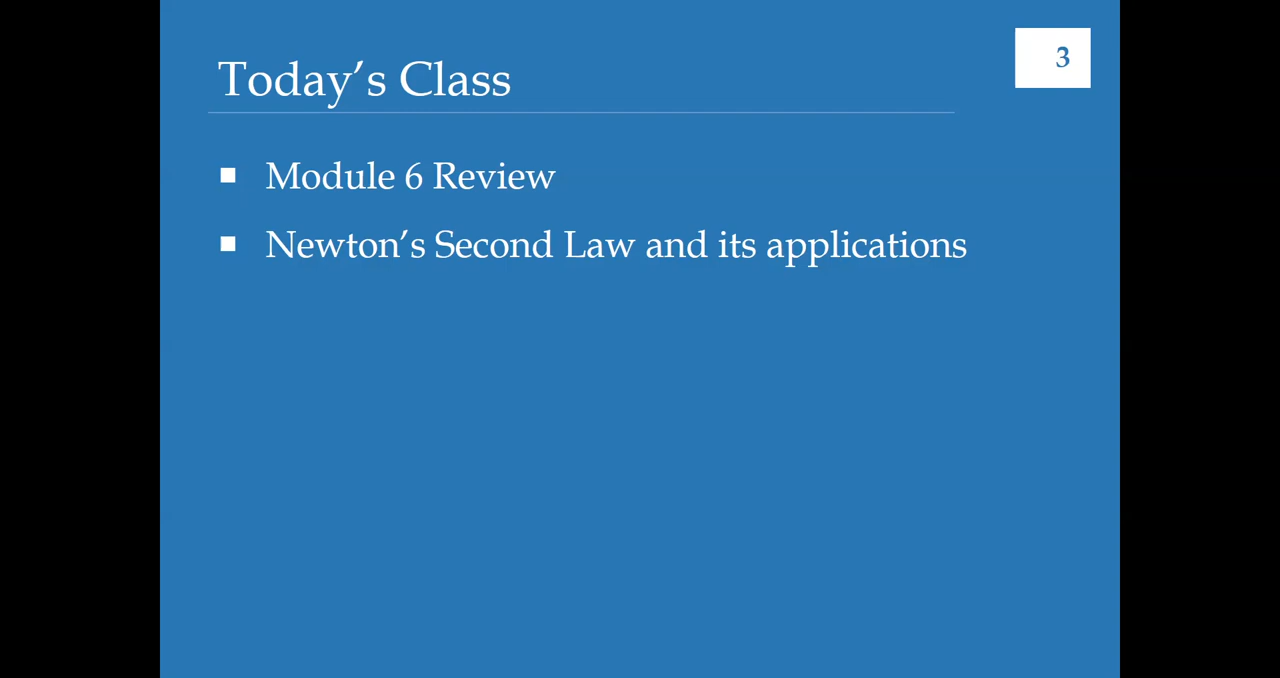 3
Today’s Class
Module 6 Review
Newton’s Second Law and its applications